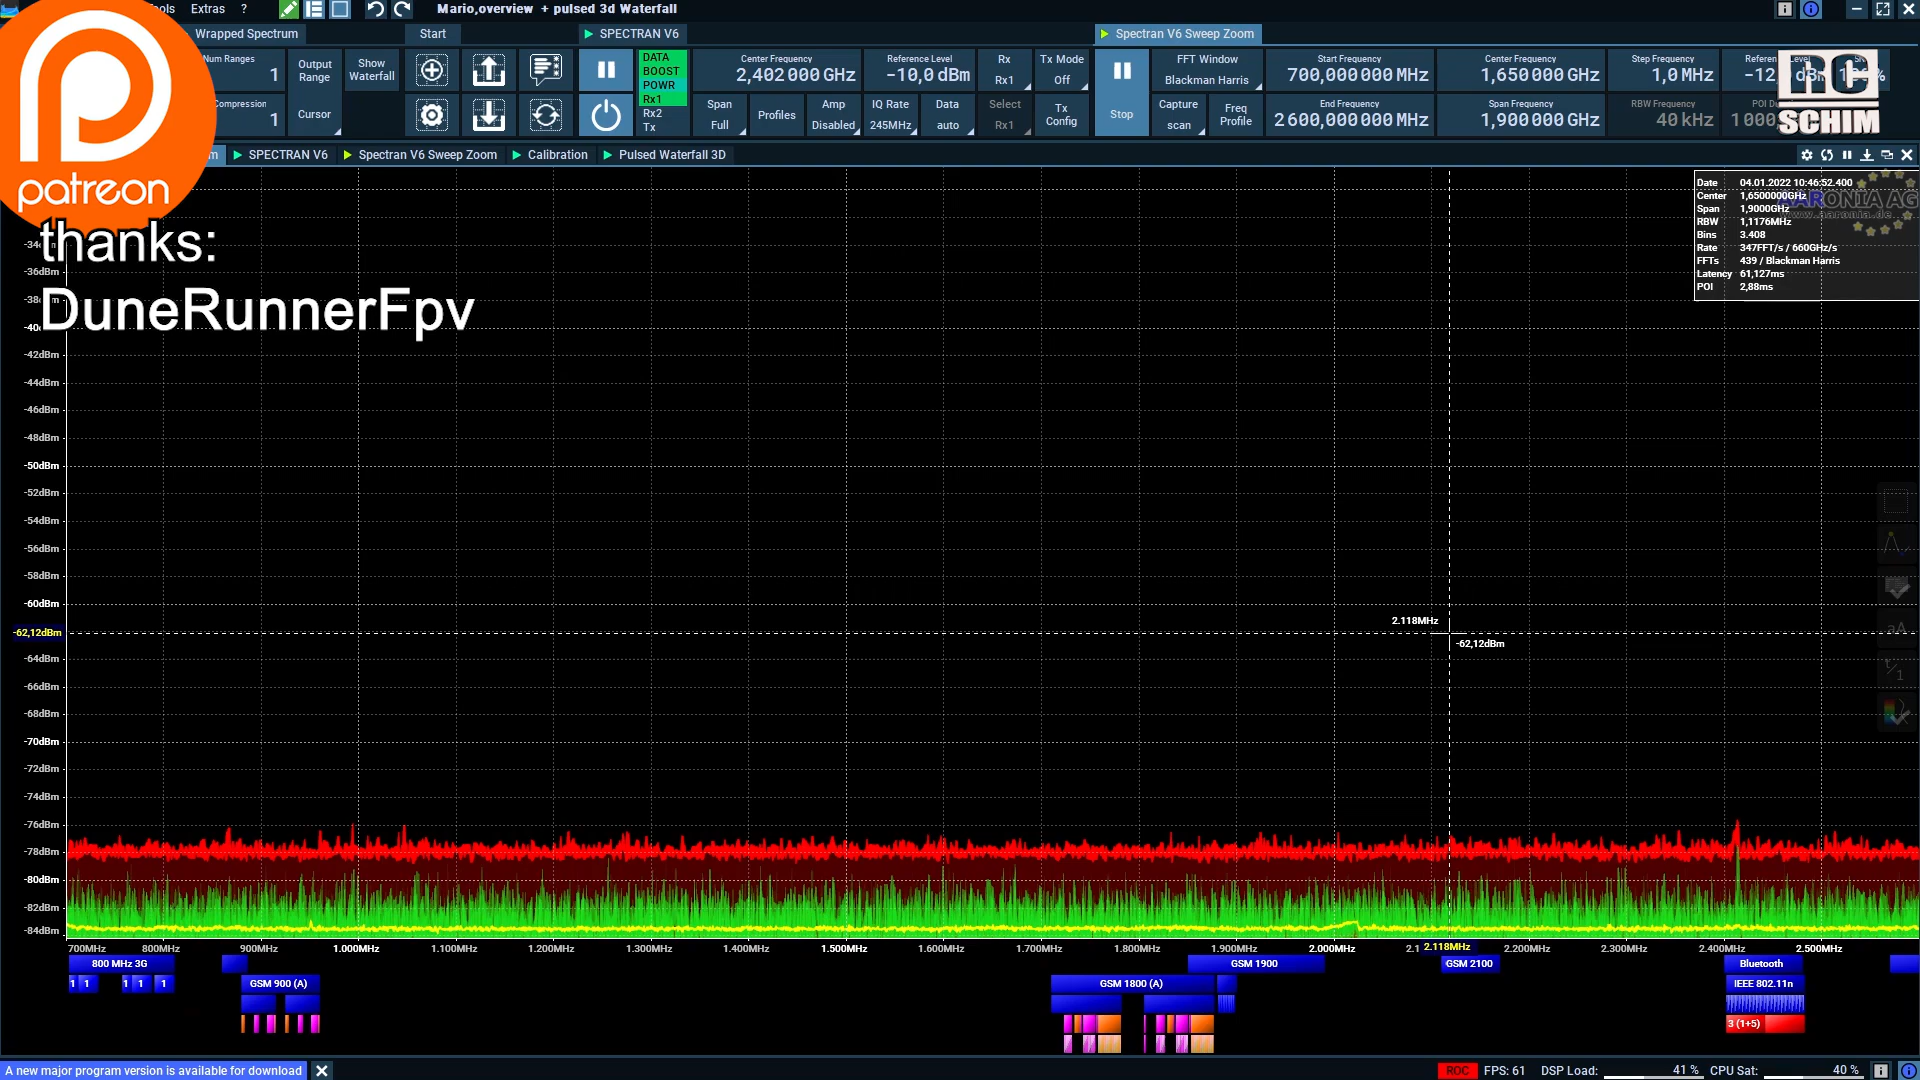 ools Extras ? Mario,overview + pulsed 3d Waterfall
Wrapped Spectrum Start SPECTRAN V6 Spectran V6 Sweep Zoom
Num Ranges
1
Compression
1
Output Range
Cursor
Show Waterfall
DATA
BOOST
POWR
Rx1
Rx2
Tx
Center Frequency
2,402 000 GHz
Reference Level
-10,0 dBm
Rx
Rx1
Tx Mode
Off
Span
Full
Profiles
Amp
Disabled
IQ Rate
245MHz
Data
auto
Select
Rx1
Tx Config
Stop
FFT Window
Blackman Harris
Capture
scan
Freq Profile
Start Frequency
700,000 000 MHz
End Frequency
2 600,000 000 MHz
Center Frequency
1,650 000 GHz
Span Frequency
1,900 000 GHz
Step Frequency
1,0 MHz
RBW Frequency
40 kHz
RC
SCHIM
m SPECTRAN V6 Spectran V6 Sweep Zoom Calibration Pulsed Waterfall 3D
patreon
thanks:
DuneRunnerFpv
Date 04.01.2022 10:46:52.400
Center 1,6500000GHz
Span 1,9000GHz
RBW 1,1176MHz
Bins 3.408
Rate 347FFT/s / 660GHz/s
FFTs 439 / Blackman Harris
Latency 61,127ms
POI 2,88ms
AARONIA AG
www.aaronia.de
-36dBm
-42dBm
-44dBm
-46dBm
-48dBm
-50dBm
-52dBm
-54dBm
-56dBm
-58dBm
-60dBm
2.118MHz
-62,12dBm
-62,12dBm
-64dBm
-66dBm
-68dBm
-70dBm
-72dBm
-74dBm
-76dBm
-78dBm
-80dBm
-82dBm
-84dBm
700MHz 800MHz 900MHz 1.000MHz 1.100MHz 1.200MHz 1.300MHz 1.400MHz 1.500MHz 1.600MHz 1.700MHz 1.800MHz 1.900MHz 2.000MHz 2.1 2.118MHz 2.200MHz 2.300MHz 2.400MHz 2.500MHz
800 MHz 3G GSM 1900 GSM 2100 Bluetooth
1 1 1 1 1 GSM 900 (A) GSM 1800 (A) IEEE 802.11n
3 (1+5)
A new major program version is available for download
ROC FPS: 61 DSP Load: 41 % CPU Sat: 40 %